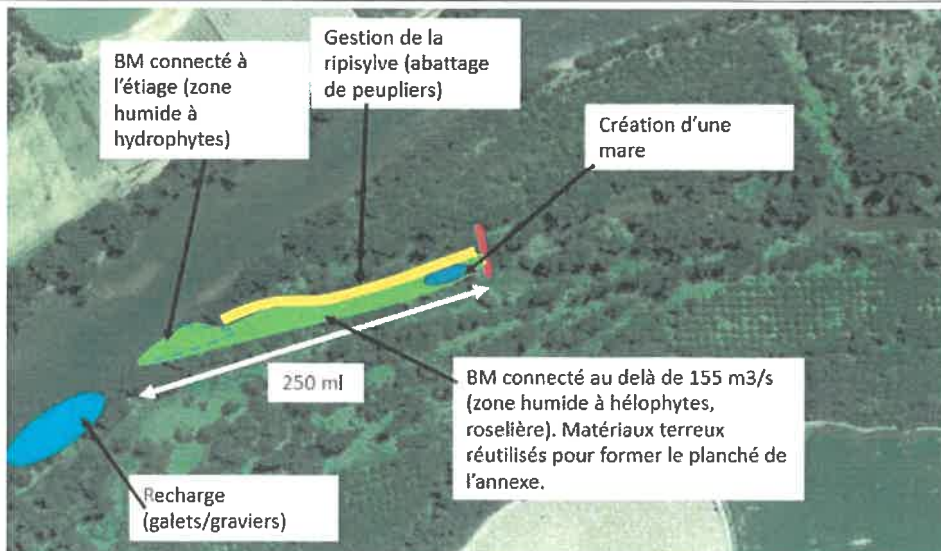 BM connecté à
l'étiage (zone
humide à
hydrophytes)
Gestion de la
ripisylve (abattage
de peupliers)
Création d'une
mare
250 ml
BM connecté au delà de 155 m3/s
(zone humide à hélophytes,
roselière). Matériaux terreux
réutilisés pour former le planché de
l'annexe.
Recharge
(galets/graviers)